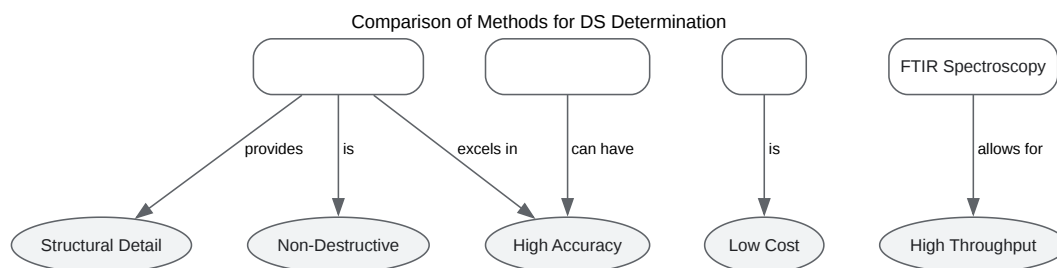 Comparison of Methods for DS Determination
FTIR Spectroscopy
provides
is
excels in
can have
is
allows for
Structural Detail
Non-Destructive
High Accuracy
Low Cost
High Throughput